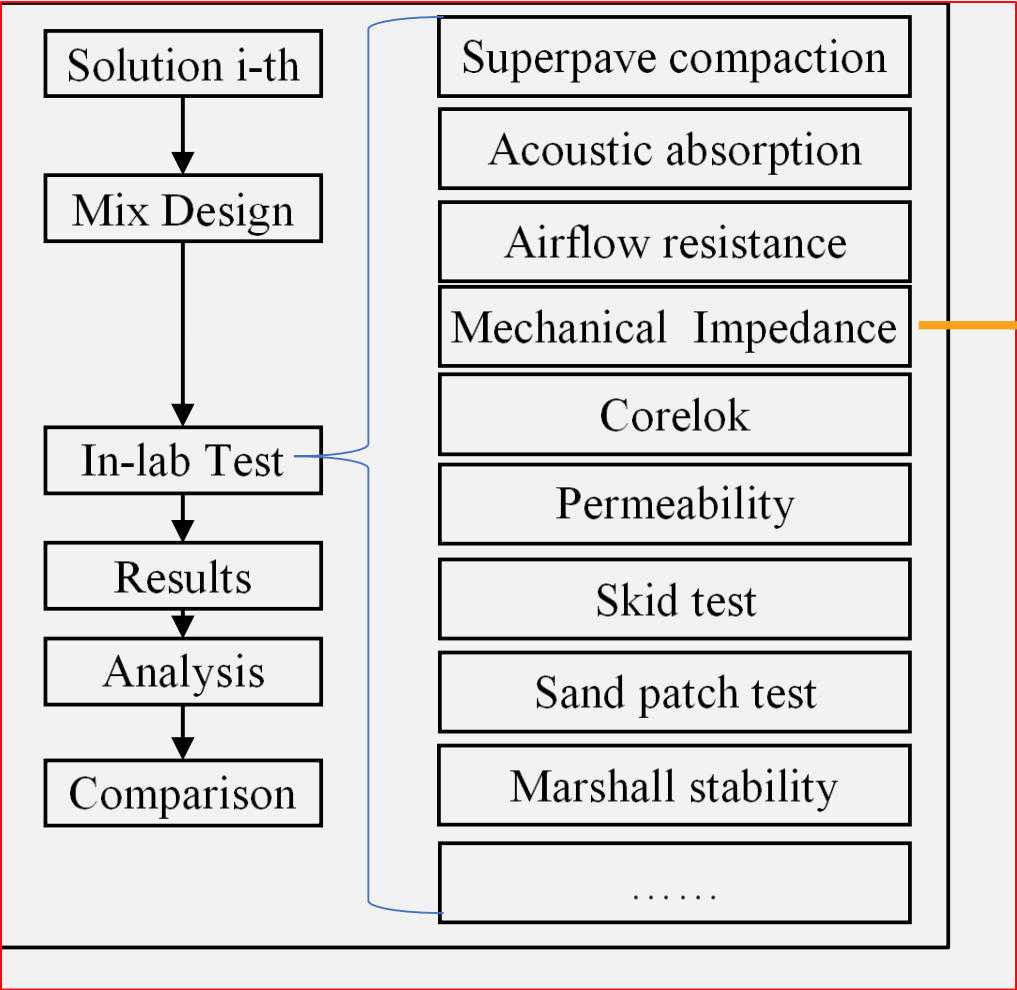 Solution i-th
Mix Design
In-lab Test
Results
Analysis
Comparison
Superpave compaction
Acoustic absorption
Airflow resistance
Mechanical  Impedance
Corelok
Permeability
Skid test
Sand patch test
Marshall stability
......